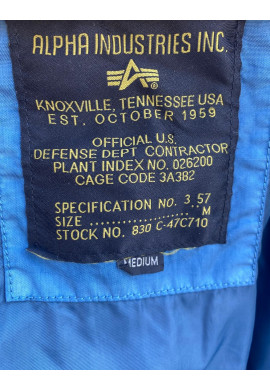 ALPHA INDUSTRIES INC.
KNOXVILLE, TENNESSEE USA
EST. OCTOBER 1959
OFFICIAL U.S.
DEFENSE DEPT CONTRACTOR
PLANT INDEX NO. 026200
CAGE CODE 3A382
SPECIFICATION NO. 3.57
SIZE ................... M
STOCK NO. 830 C-47C710
MEDIUM